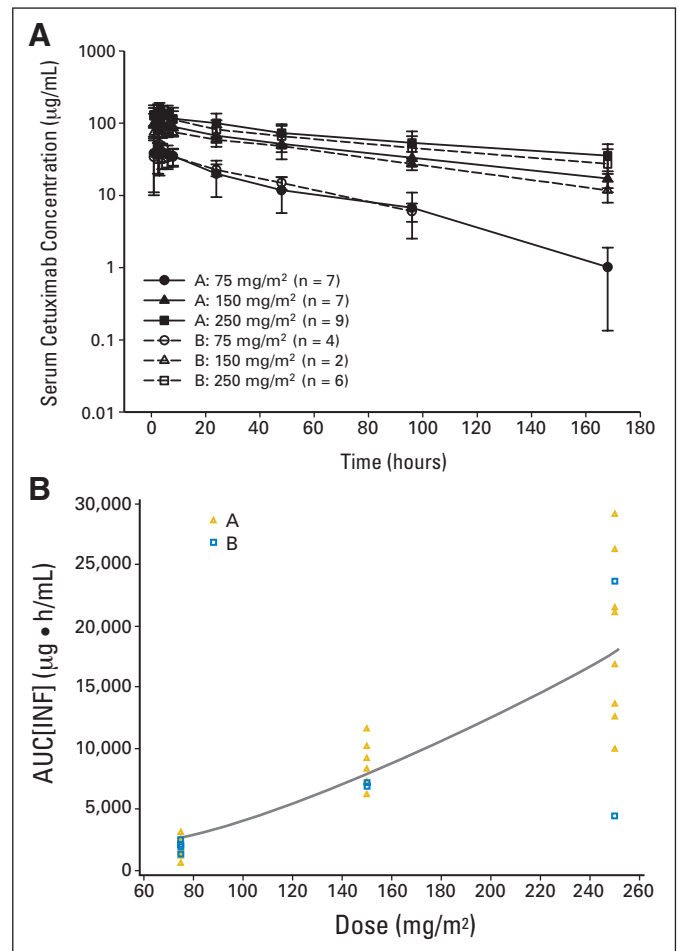 A
Serum Cetuximab Concentration (μg/mL)
1000
100
10
1
0.1
0.01
A: 75 mg/m² (n = 7)
A: 150 mg/m² (n = 7)
A: 250 mg/m² (n = 9)
B: 75 mg/m² (n = 4)
B: 150 mg/m² (n = 2)
B: 250 mg/m² (n = 6)
0 20 40 60 80 100 120 140 160 180
Time (hours)
B
AUC[INF] (μg • h/mL)
30,000
25,000
20,000
15,000
10,000
5,000
0
A
B
60 80 100 120 140 160 180 200 220 240 260
Dose (mg/m²)